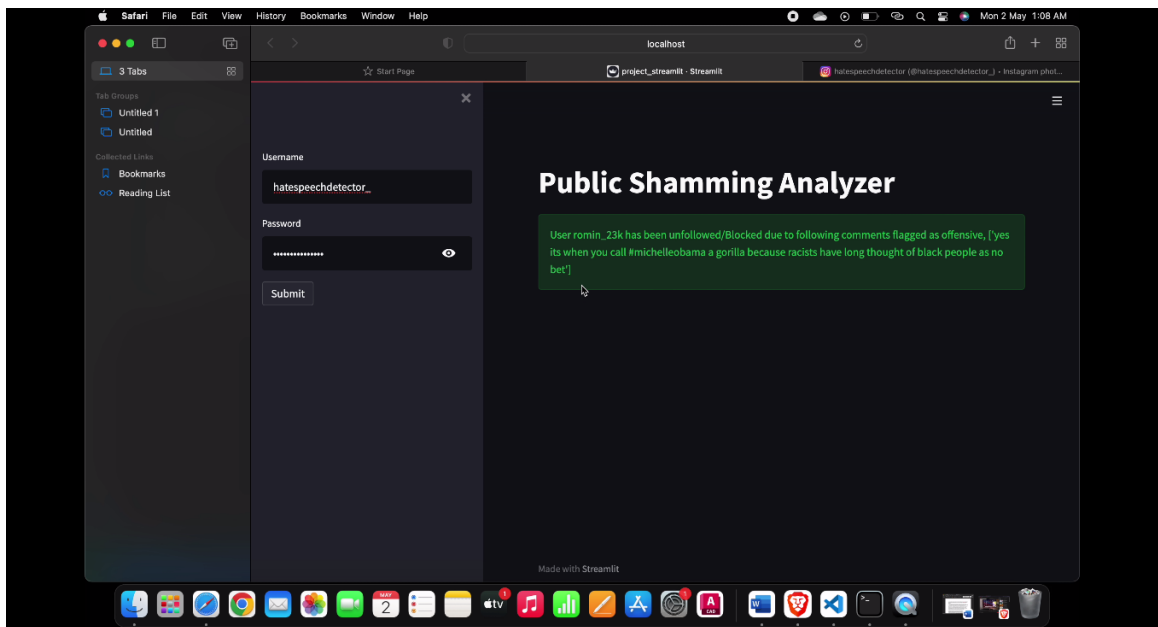 Safari File Edit View History Bookmarks Window Help Mon 2 May 1:08 AM
localhost
3 Tabs
Start Page
project_streamlit · Streamlit
hatespeechdetector (@hatespeechdetector_) • Instagram phot...
Tab Groups
Untitled 1
Untitled
Collected Links
Bookmarks
Reading List
Username
hatespeechdetector_
Password
Submit
Public Shamming Analyzer
User romin_23k has been unfollowed/Blocked due to following comments flagged as offensive, ['yes
its when you call #michelleobama a gorilla because racists have long thought of black people as no
bet']
Made with Streamlit
MAY
2
tv